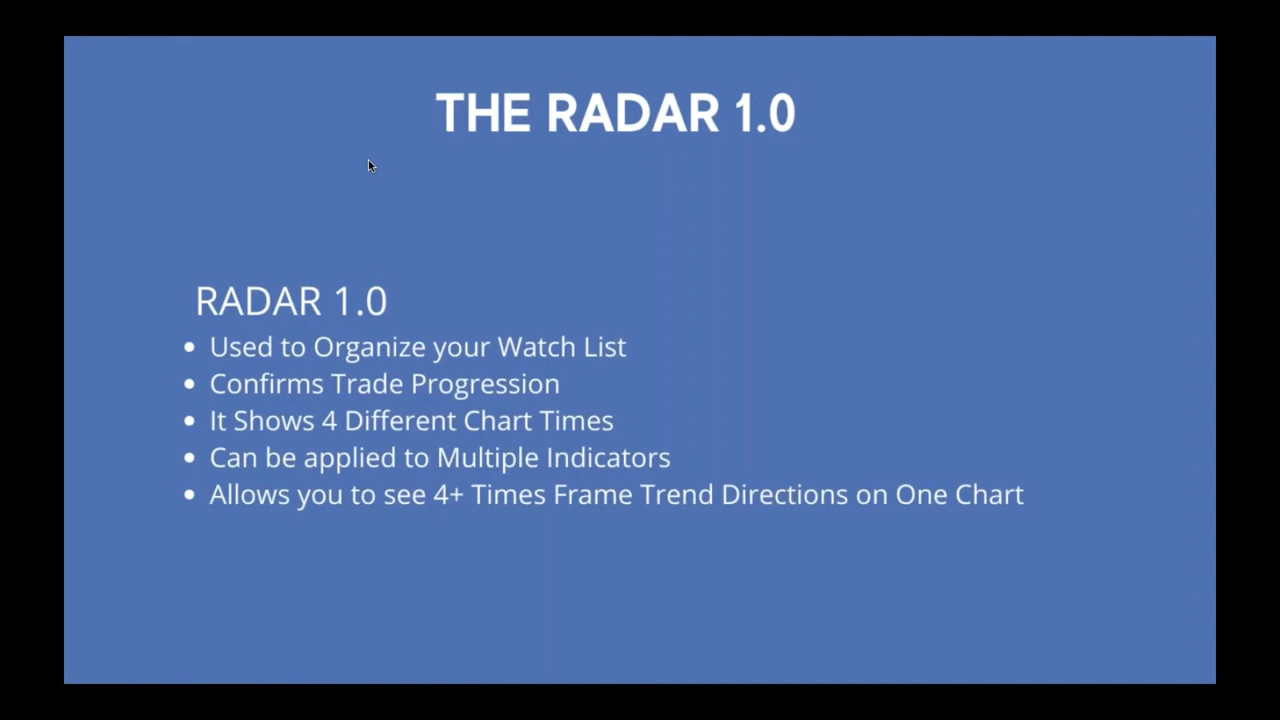 THE RADAR 1.0
RADAR 1.0
• Used to Organize your Watch List
• Confirms Trade Progression
• It Shows 4 Different Chart Times
• Can be applied to Multiple Indicators
• Allows you to see 4+ Times Frame Trend Directions on One Chart